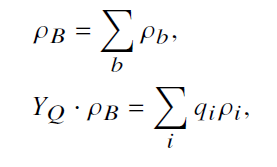 ρ_B = ∑_b ρ_b,
Y_Q · ρ_B = ∑_i q_i ρ_i,